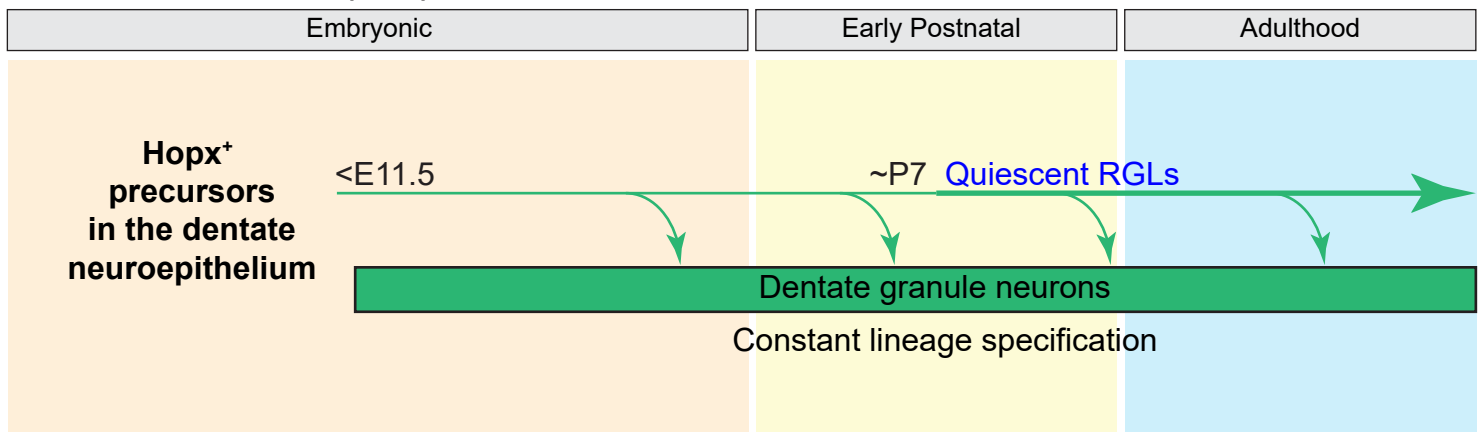 Embryonic
Early Postnatal
Adulthood
Hopx⁺
precursors
in the dentate
neuroepithelium
<E11.5
~P7
Quiescent RGLs
Dentate granule neurons
Constant lineage specification